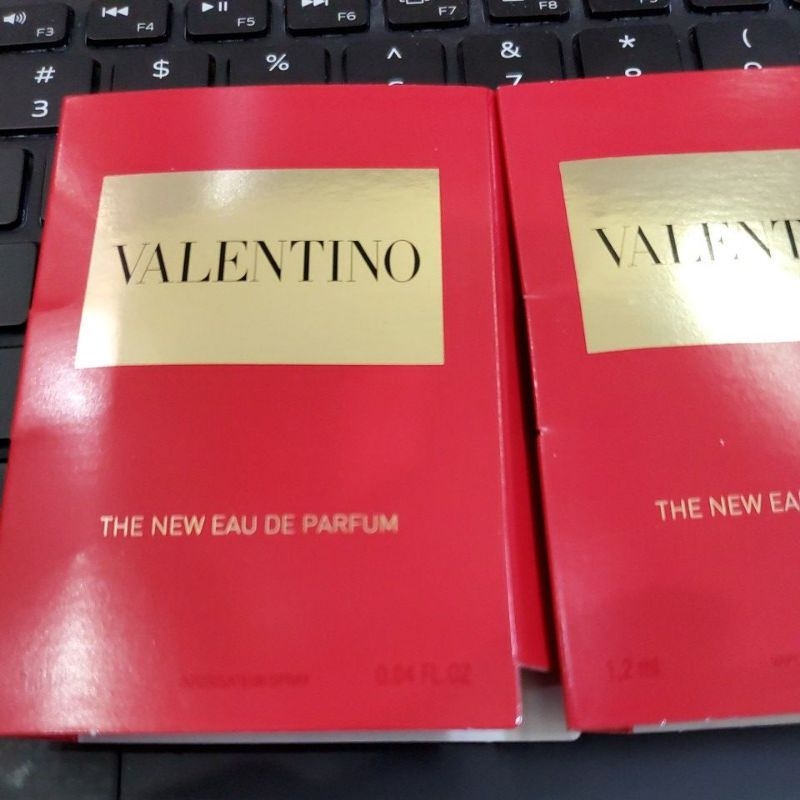 F3 F4 F5 F6 F7 F8
# $ % ^ & * (
3 7
VALENTINO
THE NEW EAU DE PARFUM
VAPORISATEUR SPRAY 0.04 FL.OZ
VALENT
THE NEW EA
1.2 ml